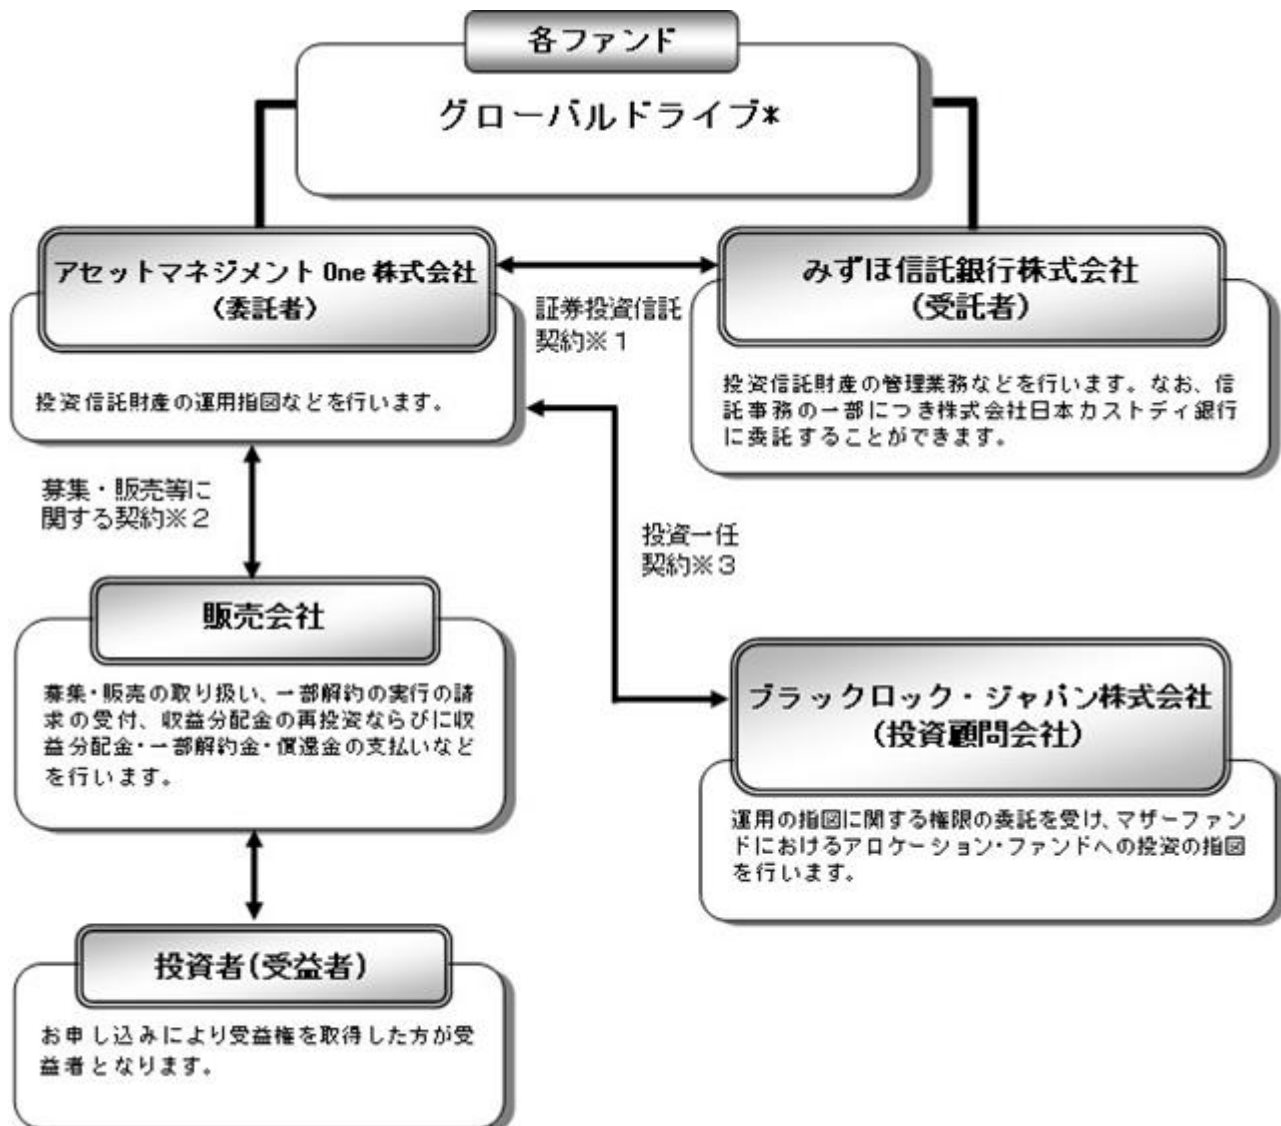 各ファンド
グローバルドライブ*
アセットマネジメント One 株式会社
（委託者）
投資信託財産の運用指図などを行います。
証券投資信託
契約※１
みずほ信託銀行株式会社
(受託者)
投資信託財産の管理業務などを行います。なお、信
託事務の一部につき株式会社日本カストディ銀行
に委託することができます。
募集・販売等に
関する契約※２
投資一任
契約※３
販売会社
募集・販売の取り扱い、一部解約の実行の請
求の受付、収益分配金の再投資ならびに収
益分配金・一部解約金・償還金の支払いなど
を行います。
ブラックロック・ジャパン株式会社
(投資顧問会社)
運用の指図に関する権限の委託を受け、マザーファン
ドにおけるアロケーション・ファンドへの投資の指図
を行います。
投資者(受益者)
お申し込みにより受益権を取得した方が受
益者となります。